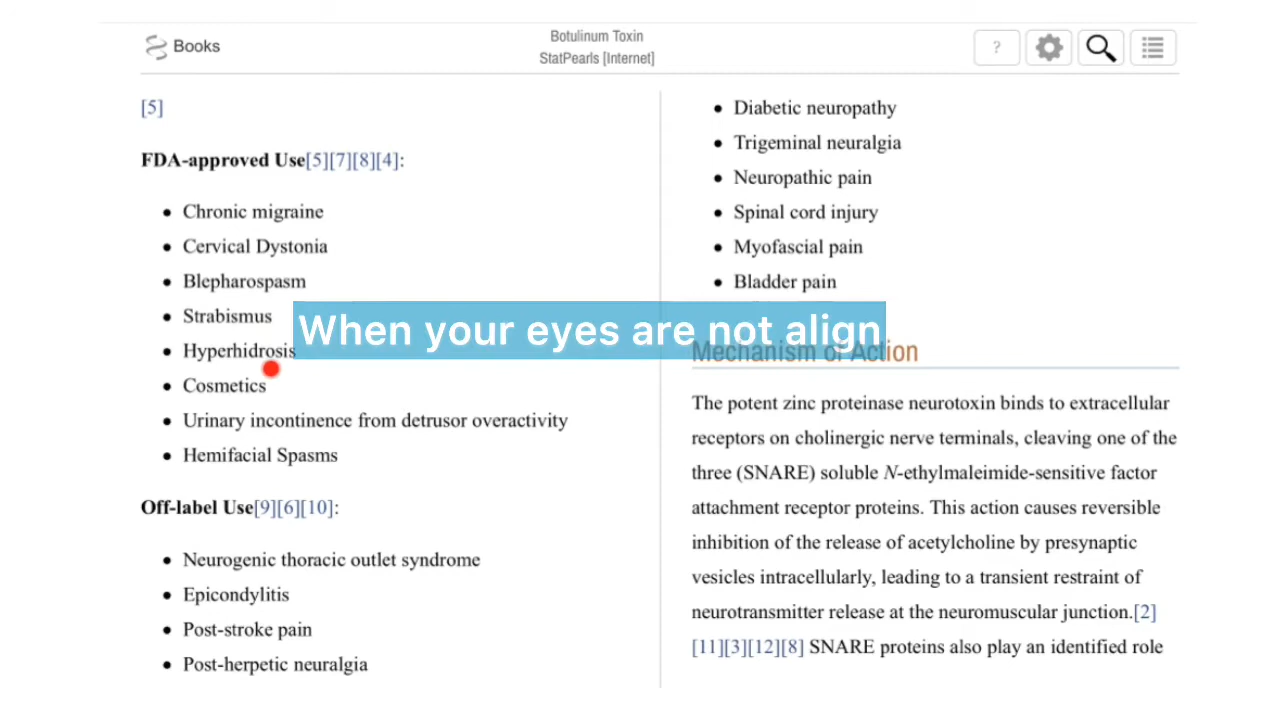 Books
Botulinum Toxin
StatPearls [Internet]
?
[5]
FDA-approved Use[5][7][8][4]:
• Chronic migraine
• Cervical Dystonia
• Blepharospasm
• Strabismus
• Hyperhidrosis
• Cosmetics
• Urinary incontinence from detrusor overactivity
• Hemifacial Spasms
Off-label Use[9][6][10]:
• Neurogenic thoracic outlet syndrome
• Epicondylitis
• Post-stroke pain
• Post-herpetic neuralgia
• Diabetic neuropathy
• Trigeminal neuralgia
• Neuropathic pain
• Spinal cord injury
• Myofascial pain
• Bladder pain
When your eyes are not align
Mechanism of Action
The potent zinc proteinase neurotoxin binds to extracellular
receptors on cholinergic nerve terminals, cleaving one of the
three (SNARE) soluble N-ethylmaleimide-sensitive factor
attachment receptor proteins. This action causes reversible
inhibition of the release of acetylcholine by presynaptic
vesicles intracellularly, leading to a transient restraint of
neurotransmitter release at the neuromuscular junction.[2]
[11][3][12][8] SNARE proteins also play an identified role